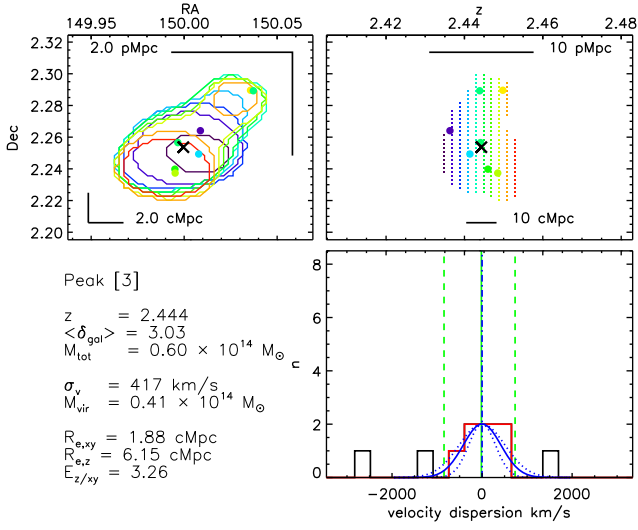 RA
z
149.95 150.00 150.05
2.42 2.44 2.46 2.48
2.32
2.30
2.28
2.26
2.24
2.22
2.20
Dec
2.0 pMpc
2.0 cMpc
10 pMpc
10 cMpc
Peak [3]
z = 2.444
<δgal> = 3.03
Mtot = 0.60 × 10^14 M⊙
σv = 417 km/s
Mvir = 0.41 × 10^14 M⊙
Re,xy = 1.88 cMpc
Re,z = 6.15 cMpc
Ez/xy = 3.26
8
6
4
2
0
n
−2000 0 2000
velocity dispersion km/s